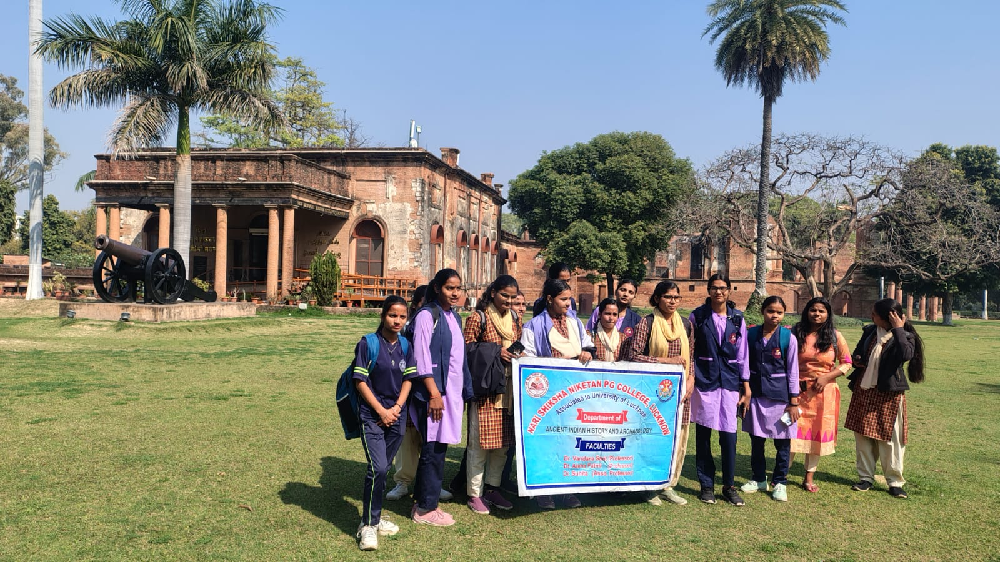 NARI SHIKSHA NIKETAN PG COLLEGE, LUCKNOW
Associated to University of Lucknow
Department of
ANCIENT INDIAN HISTORY AND ARCHAEOLOGY
FACULTIES
Dr. Vandana Sant (Professor)
Dr. Aisha Fatmi (Professor)
Dr. Sunita (Asso. Professor)